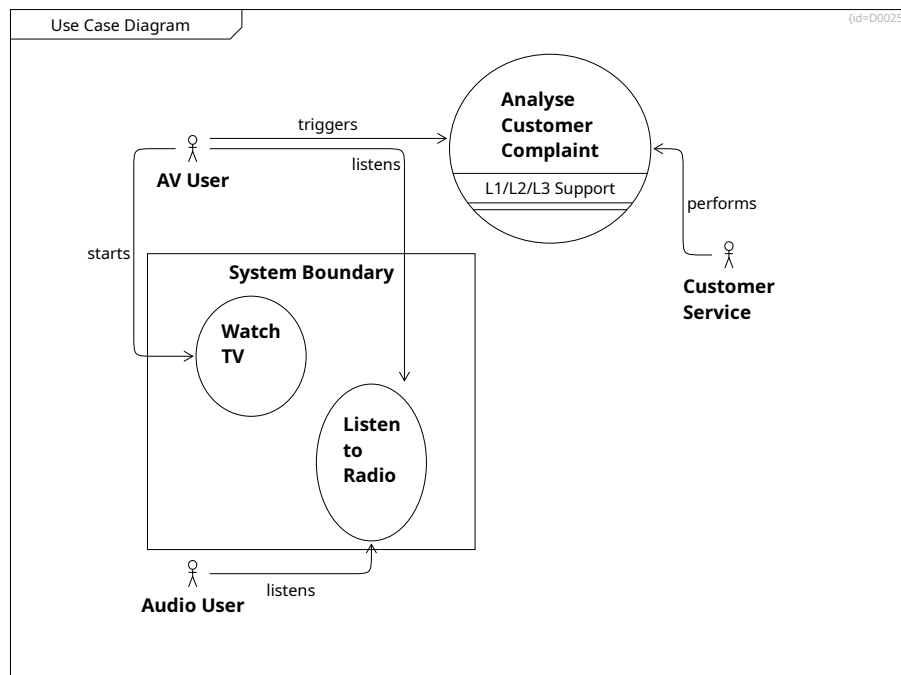 Use Case Diagram
{id=D0025
Analyse
Customer
Complaint
triggers
listens
AV User
L1/L2/L3 Support
performs
starts
System Boundary
Customer
Service
Watch
TV
Listen
to
Radio
listens
Audio User